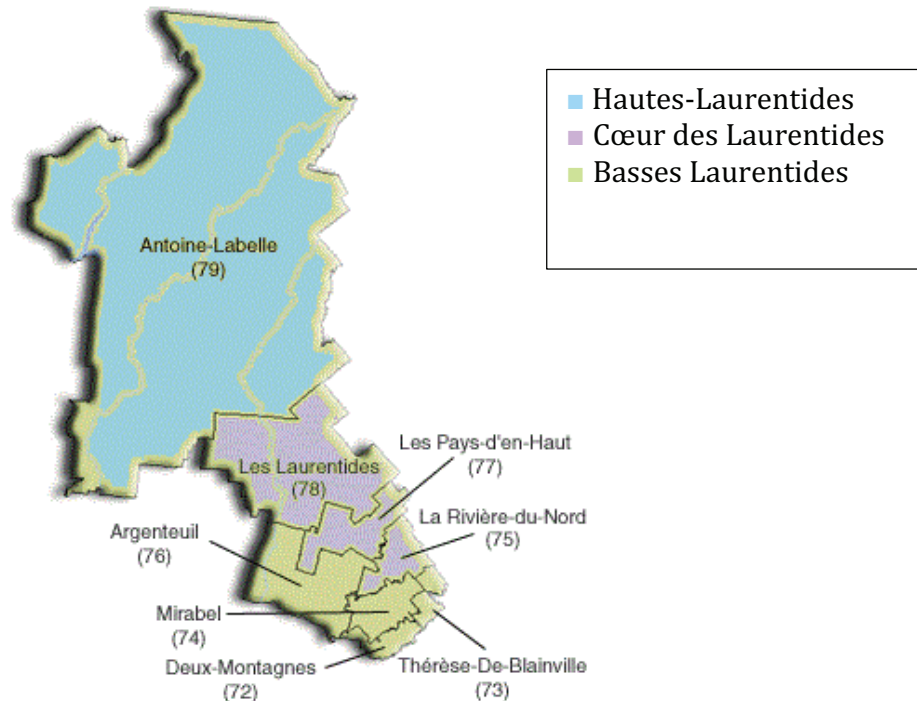 Hautes-Laurentides
Cœur des Laurentides
Basses Laurentides
Antoine-Labelle
(79)
Les Pays-d'en-Haut
(77)
Les Laurentides
(78)
La Rivière-du-Nord
(75)
Argenteuil
(76)
Mirabel
(74)
Deux-Montagnes
(72)
Thérèse-De-Blainville
(73)